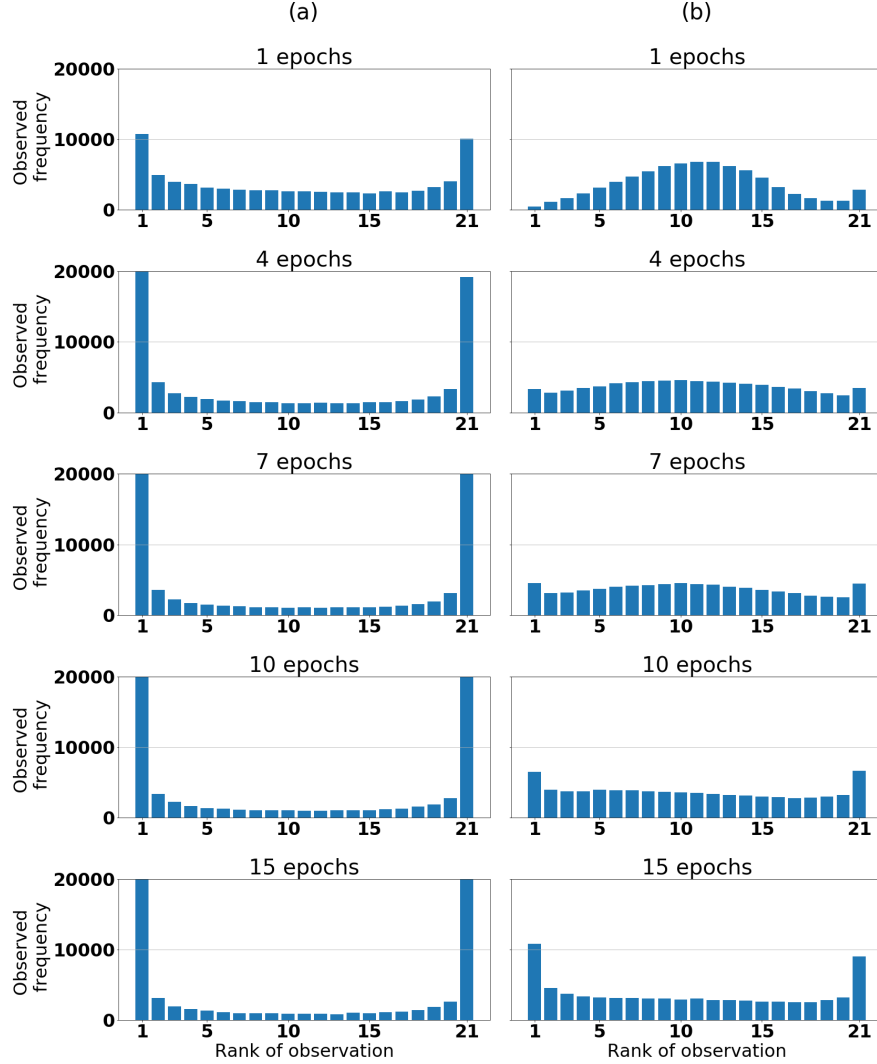 (a) (b)
1 epochs 1 epochs
20000
10000
0
Observed
frequency
1 5 10 15 21 1 5 10 15 21
4 epochs 4 epochs
20000
10000
0
Observed
frequency
1 5 10 15 21 1 5 10 15 21
7 epochs 7 epochs
20000
10000
0
Observed
frequency
1 5 10 15 21 1 5 10 15 21
10 epochs 10 epochs
20000
10000
0
Observed
frequency
1 5 10 15 21 1 5 10 15 21
15 epochs 15 epochs
20000
10000
0
Observed
frequency
1 5 10 15 21 1 5 10 15 21
Rank of observation Rank of observation